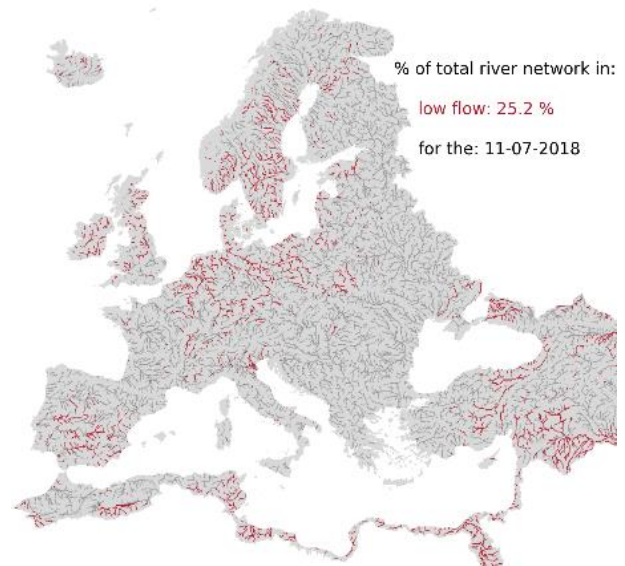 % of total river network in:
low flow: 25.2 %
for the: 11-07-2018